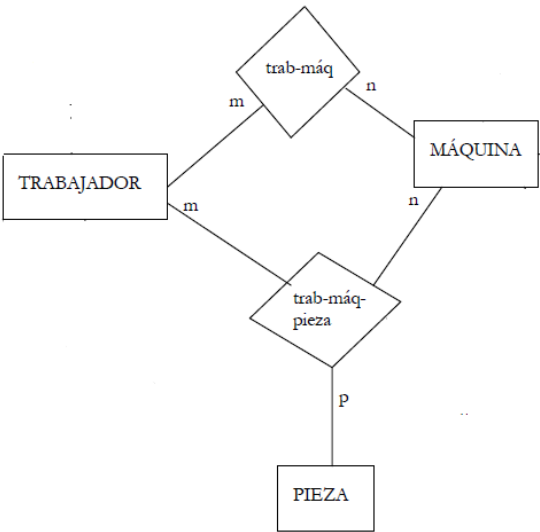 trab-máq
m
n
MÁQUINA
TRABAJADOR
m
n
trab-máq-
pieza
p
PIEZA